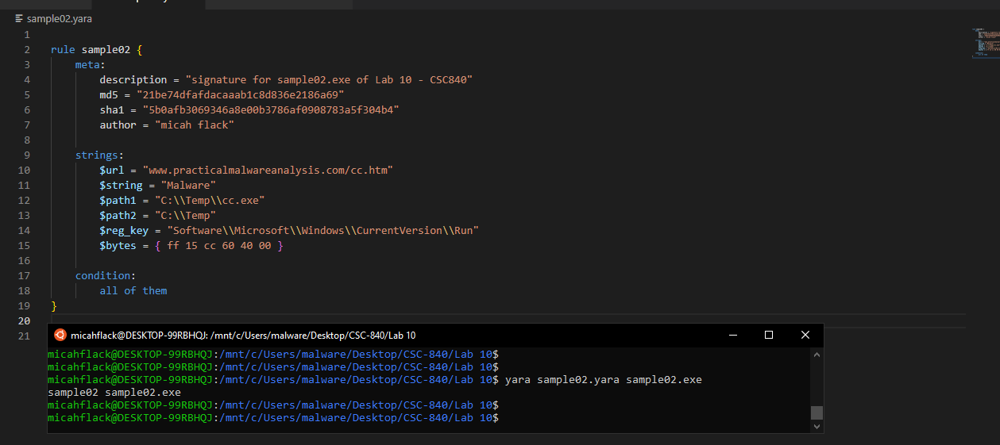 sample02.yara
1
2 rule sample02 {
3 meta:
4 description = "signature for sample02.exe of Lab 10 - CSC840"
5 md5 = "21be74dfafdacaaab1c8d836e2186a69"
6 sha1 = "5b0afb3069346a8e00b3786af0908783a5f304b4"
7 author = "micah flack"
8
9 strings:
10 $url = "www.practicalmalwareanalysis.com/cc.htm"
11 $string = "Malware"
12 $path1 = "C:\\Temp\\cc.exe"
13 $path2 = "C:\\Temp"
14 $reg_key = "Software\\Microsoft\\Windows\\CurrentVersion\\Run"
15 $bytes = { ff 15 cc 60 40 00 }
16
17 condition:
18 all of them
19 }
20
21
micahflack@DESKTOP-99RBHQJ: /mnt/c/Users/malware/Desktop/CSC-840/Lab 10
micahflack@DESKTOP-99RBHQJ:/mnt/c/Users/malware/Desktop/CSC-840/Lab 10$
micahflack@DESKTOP-99RBHQJ:/mnt/c/Users/malware/Desktop/CSC-840/Lab 10$
micahflack@DESKTOP-99RBHQJ:/mnt/c/Users/malware/Desktop/CSC-840/Lab 10$ yara sample02.yara sample02.exe
sample02 sample02.exe
micahflack@DESKTOP-99RBHQJ:/mnt/c/Users/malware/Desktop/CSC-840/Lab 10$
micahflack@DESKTOP-99RBHQJ:/mnt/c/Users/malware/Desktop/CSC-840/Lab 10$